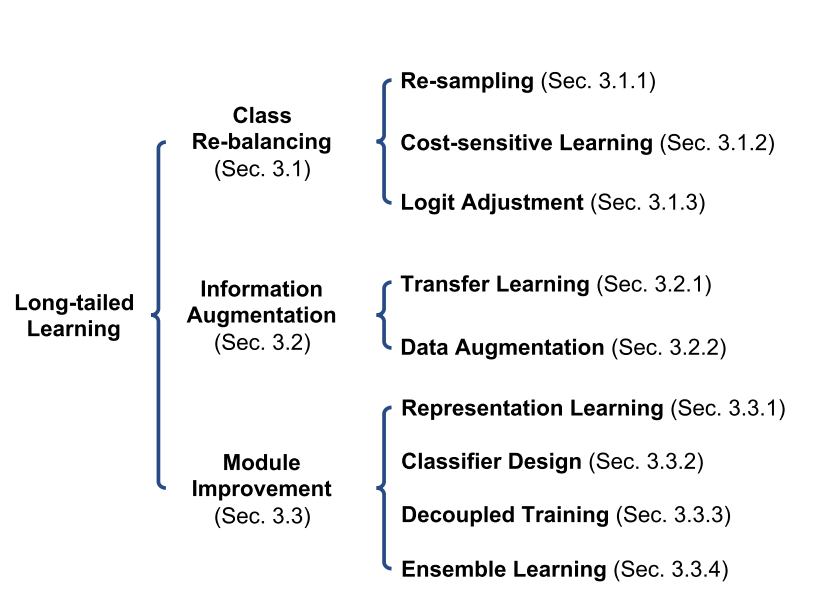 Long-tailed
Learning
Class
Re-balancing
(Sec. 3.1)
Re-sampling (Sec. 3.1.1)
Cost-sensitive Learning (Sec. 3.1.2)
Logit Adjustment (Sec. 3.1.3)
Information
Augmentation
(Sec. 3.2)
Transfer Learning (Sec. 3.2.1)
Data Augmentation (Sec. 3.2.2)
Module
Improvement
(Sec. 3.3)
Representation Learning (Sec. 3.3.1)
Classifier Design (Sec. 3.3.2)
Decoupled Training (Sec. 3.3.3)
Ensemble Learning (Sec. 3.3.4)